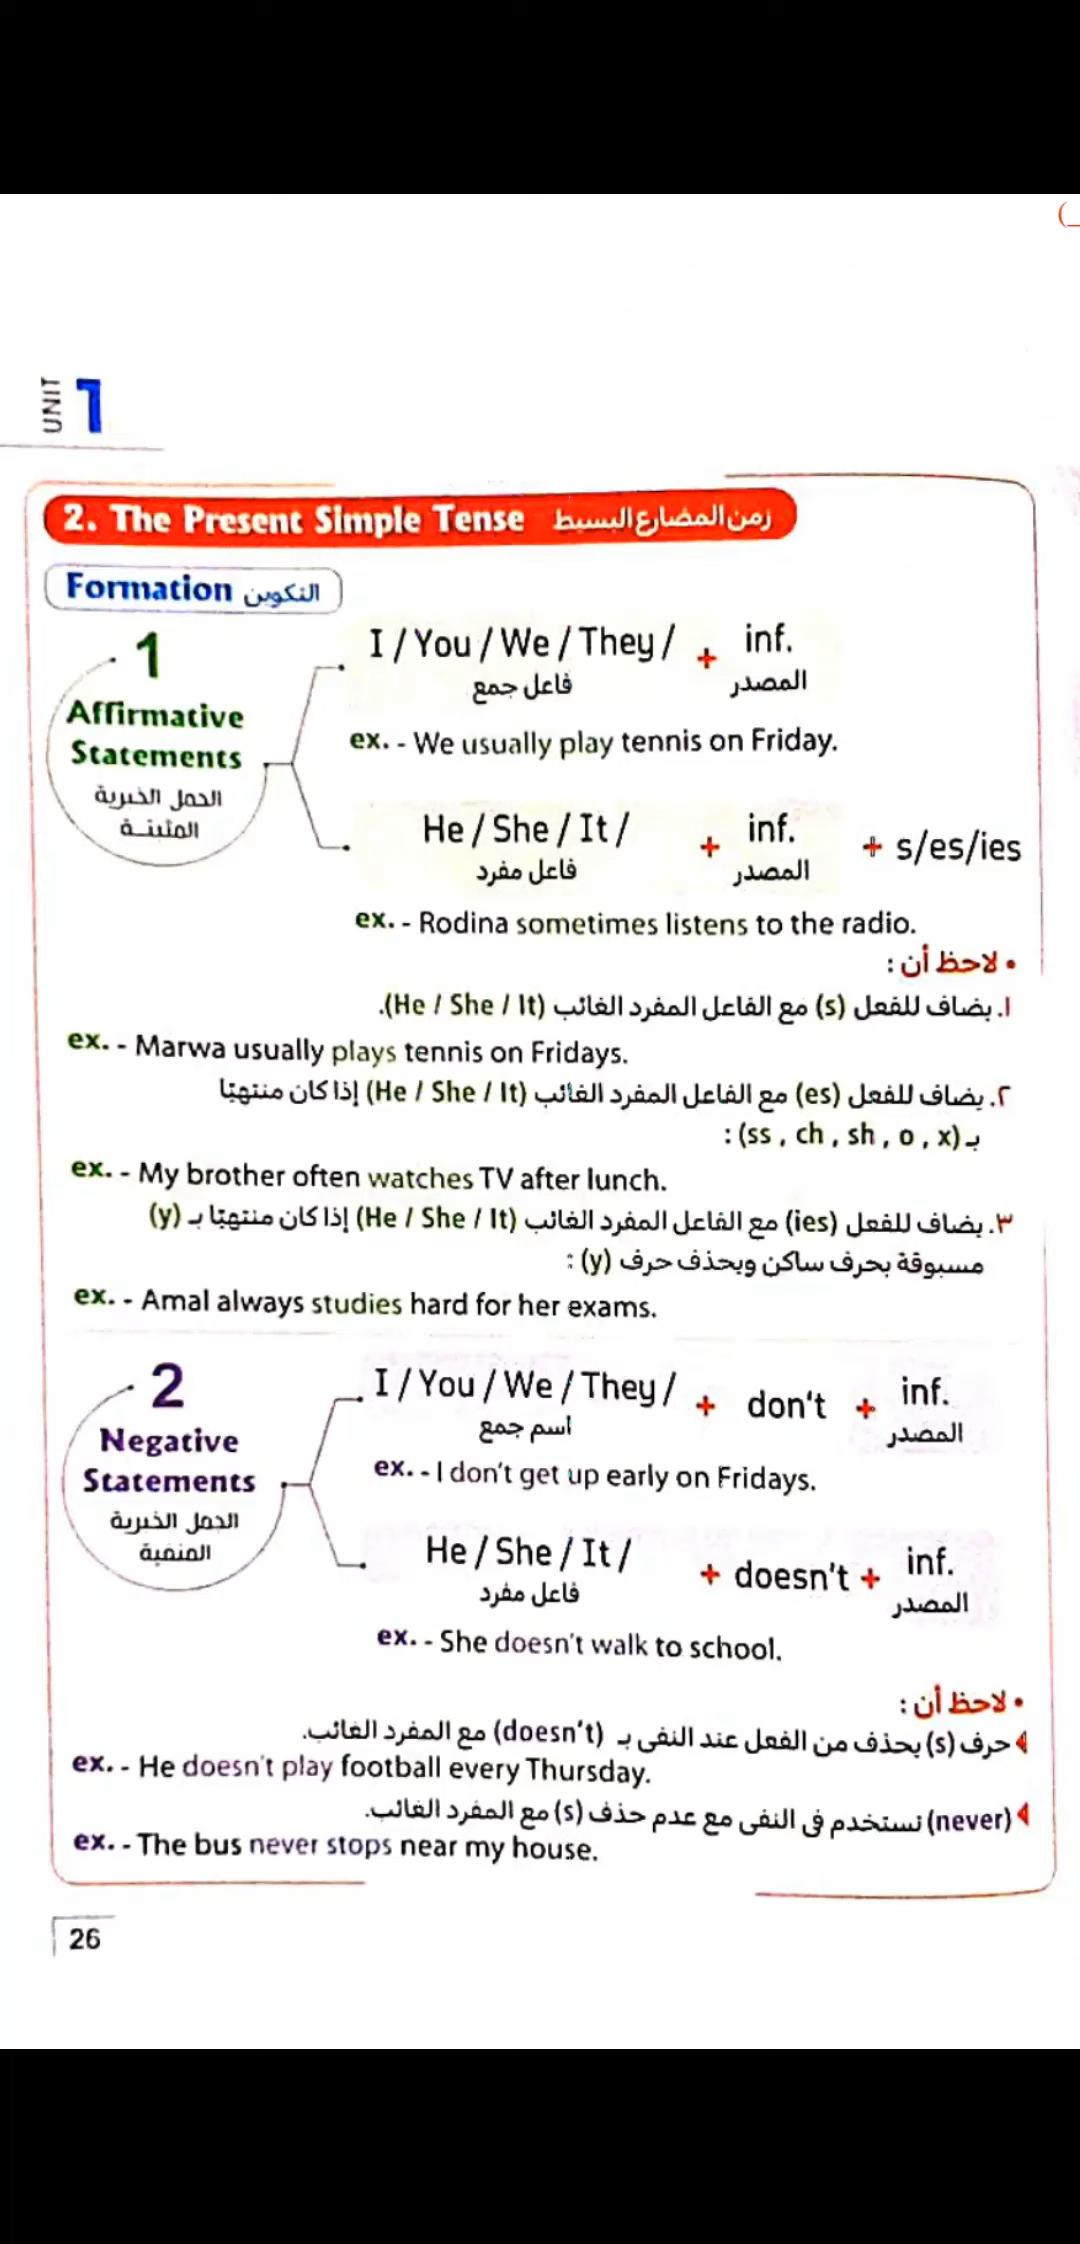 UNIT 1
2. The Present Simple Tense زمن المضارع البسيط
Formation التكوين
1
Affirmative
Statements
الجمل الخبرية
المثبتــة
I / You / We / They / + inf.
فاعل جمع المصدر
ex. - We usually play tennis on Friday.
He / She / It / + inf. + s/es/ies
فاعل مفرد المصدر
ex. - Rodina sometimes listens to the radio.
• لاحظ أن :
١. يضاف للفعل (s) مع الفاعل المفرد الغائب (He / She / It).
ex. - Marwa usually plays tennis on Fridays.
٢. يضاف للفعل (es) مع الفاعل المفرد الغائب (He / She / It) إذا كان منتهيًا
بـ (ss , ch , sh , o , x) :
ex. - My brother often watches TV after lunch.
٣. يضاف للفعل (ies) مع الفاعل المفرد الغائب (He / She / It) إذا كان منتهيًا بـ (y)
مسبوقة بحرف ساكن ويحذف حرف (y) :
ex. - Amal always studies hard for her exams.
2
Negative
Statements
الجمل الخبرية
المنفية
I / You / We / They / + don't + inf.
اسم جمع المصدر
ex. - I don't get up early on Fridays.
He / She / It / + doesn't + inf.
فاعل مفرد المصدر
ex. - She doesn't walk to school.
• لاحظ أن :
حرف (s) يحذف من الفعل عند النفى بـ (doesn't) مع المفرد الغائب.
ex. - He doesn't play football every Thursday.
(never) تستخدم فى النفى مع عدم حذف (s) مع المفرد الغائب.
ex. - The bus never stops near my house.
26